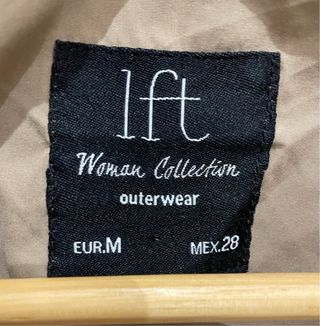 lft
Woman Collection
outerwear
EUR.M MEX.28